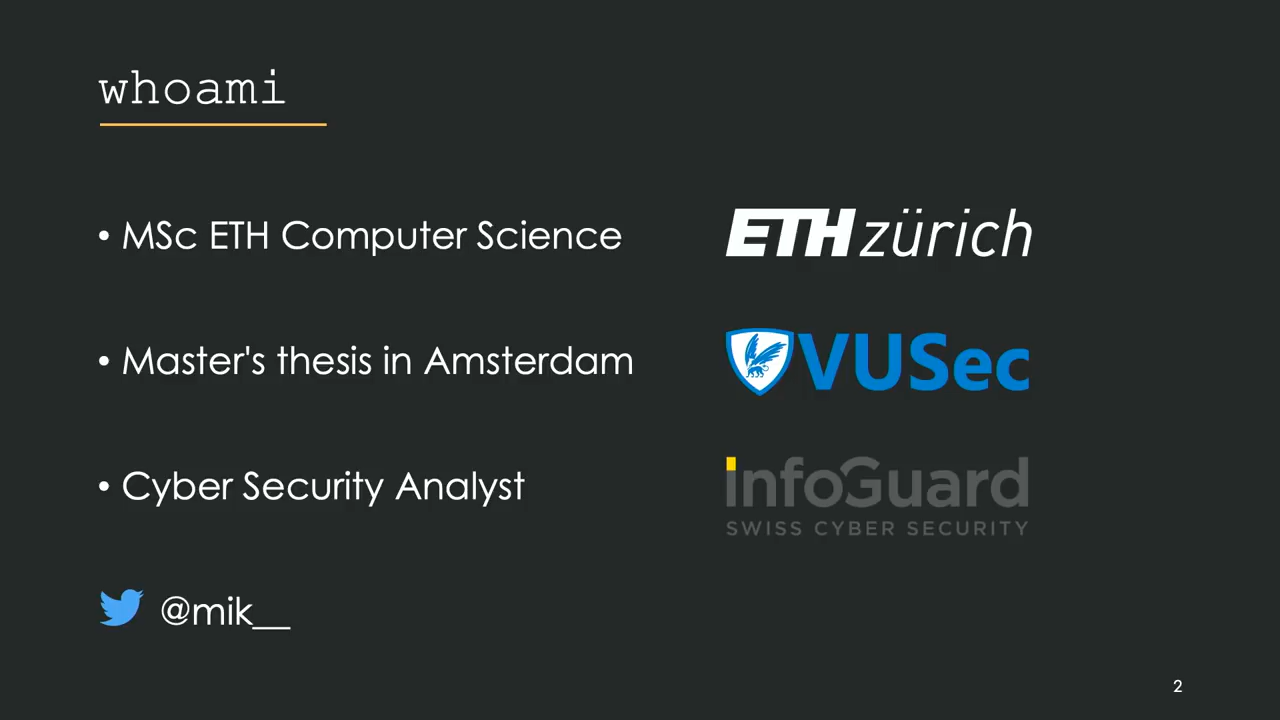 whoami
• MSc ETH Computer Science
ETH zürich
• Master's thesis in Amsterdam
VUSec
• Cyber Security Analyst
infoGuard
SWISS CYBER SECURITY
@mik__
2